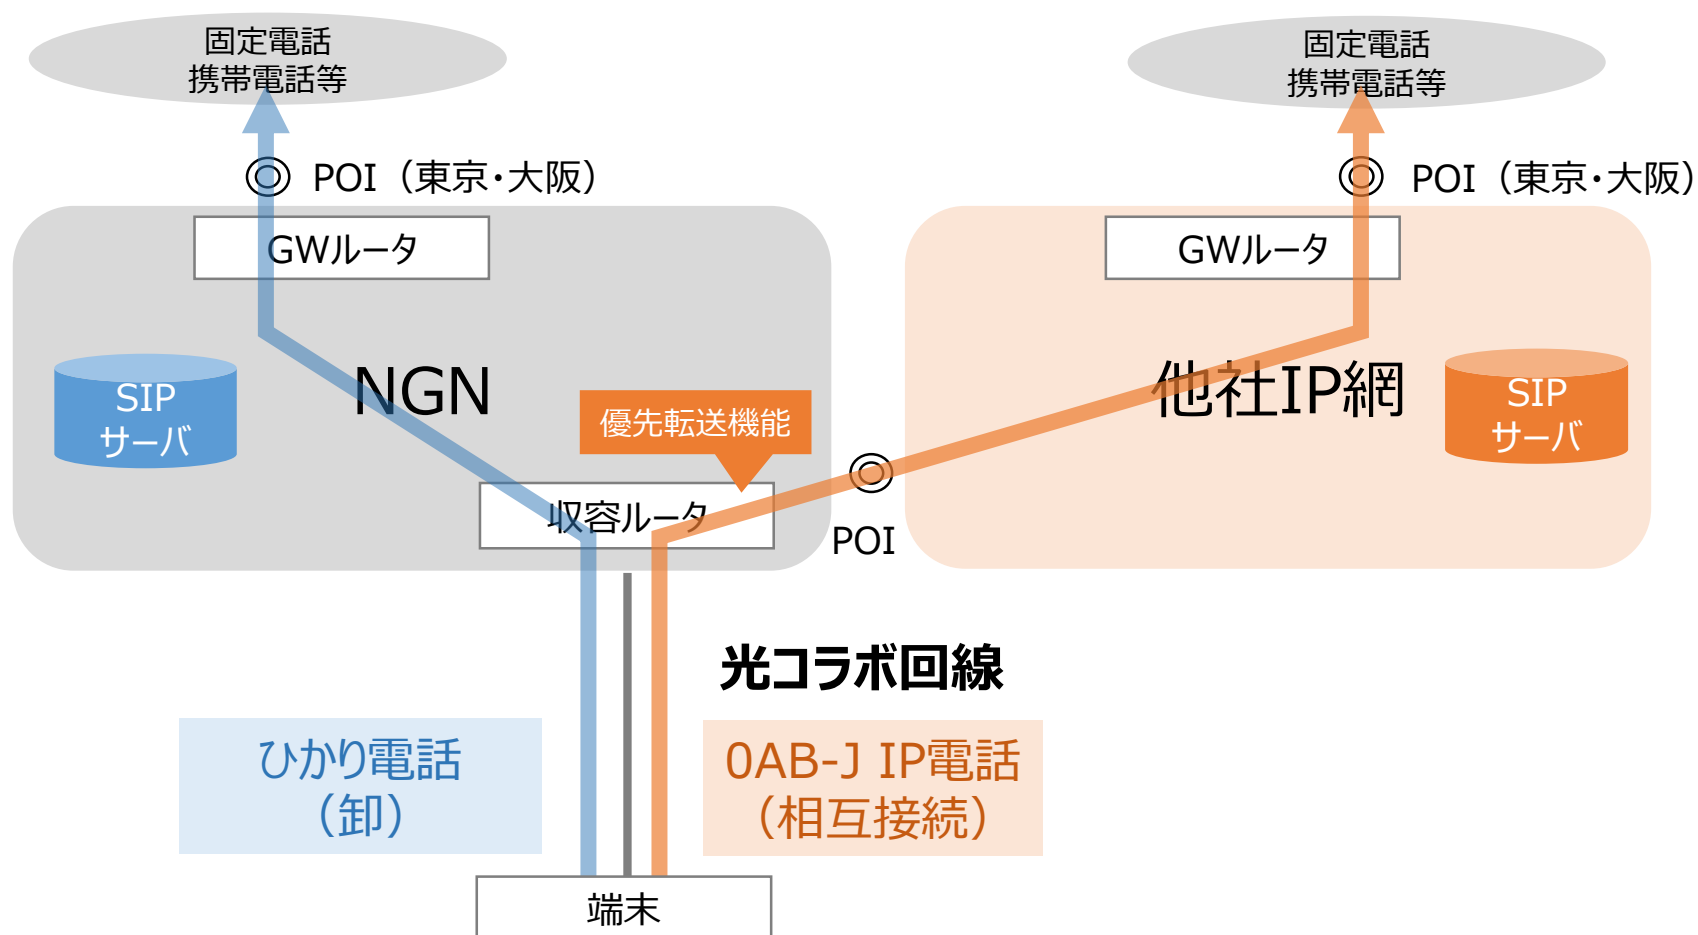 固定電話
携帯電話等
固定電話
携帯電話等
POI（東京・大阪）
POI（東京・大阪）
GWルータ
GWルータ
NGN
他社IP網
SIP
サーバ
SIP
サーバ
優先転送機能
収容ルータ
POI
光コラボ回線
ひかり電話
（卸）
0AB-J IP電話
（相互接続）
端末